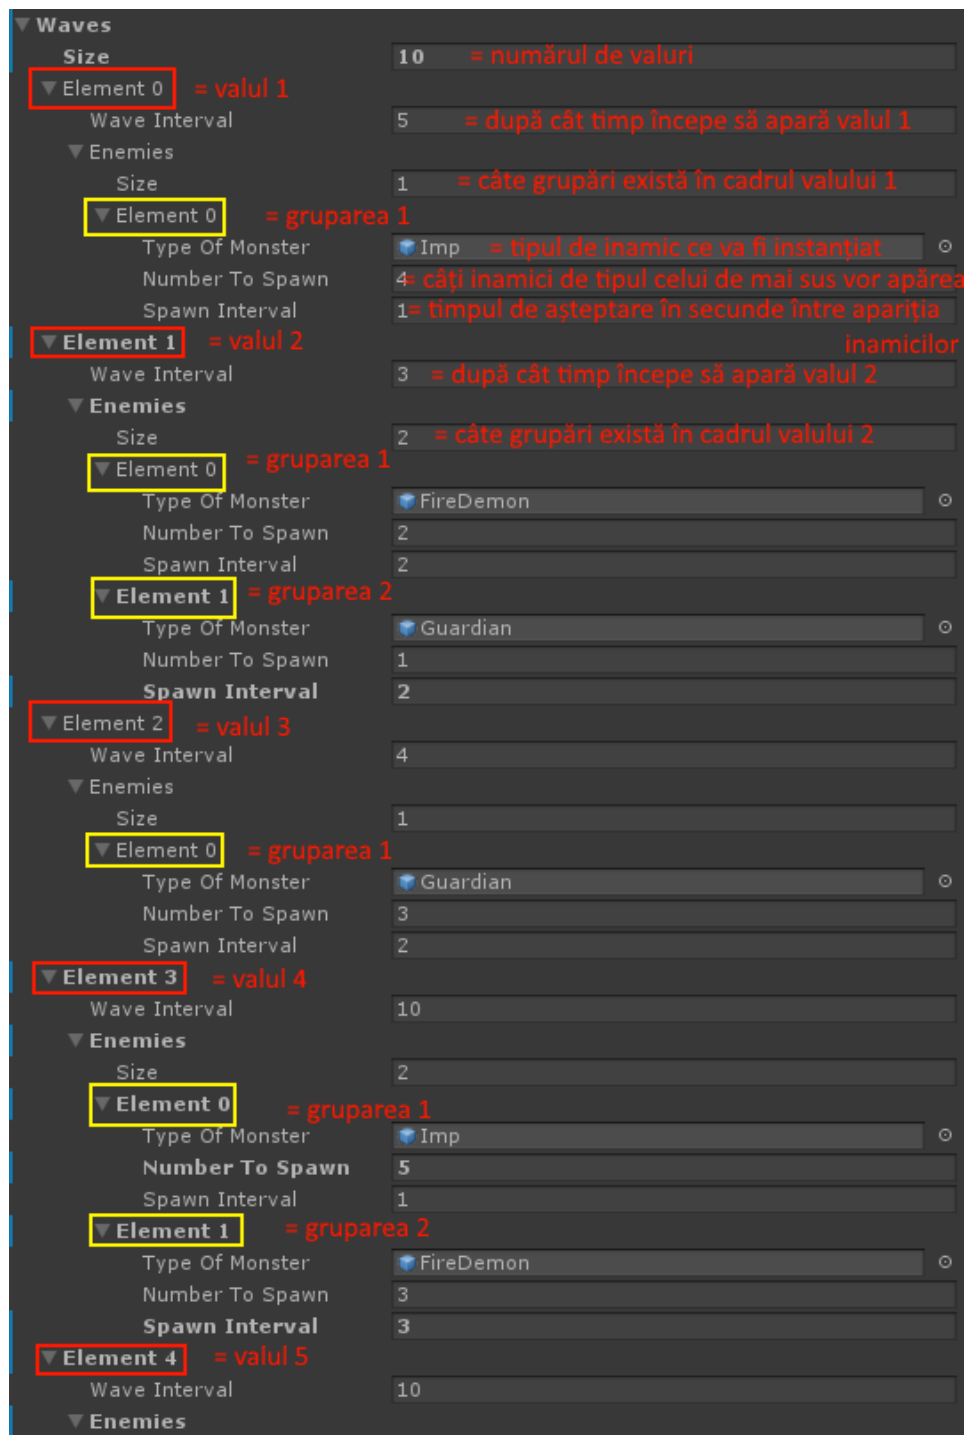 Waves
Size 10 = numărul de valuri
Element 0 = valul 1
Wave Interval 5 = după cât timp începe să apară valul 1
Enemies
Size 1 = câte grupări există în cadrul valului 1
Element 0 = gruparea 1
Type Of Monster Imp = tipul de inamic ce va fi instanțiat
Number To Spawn 4 = câți inamici de tipul celui de mai sus vor apărea
Spawn Interval 1 = timpul de așteptare în secunde între apariția
inamicilor
Element 1 = valul 2
Wave Interval 3 = după cât timp începe să apară valul 2
Enemies
Size 2 = câte grupări există în cadrul valului 2
Element 0 = gruparea 1
Type Of Monster FireDemon
Number To Spawn 2
Spawn Interval 2
Element 1 = gruparea 2
Type Of Monster Guardian
Number To Spawn 1
Spawn Interval 2
Element 2 = valul 3
Wave Interval 4
Enemies
Size 1
Element 0 = gruparea 1
Type Of Monster Guardian
Number To Spawn 3
Spawn Interval 2
Element 3 = valul 4
Wave Interval 10
Enemies
Size 2
Element 0 = gruparea 1
Type Of Monster Imp
Number To Spawn 5
Spawn Interval 1
Element 1 = gruparea 2
Type Of Monster FireDemon
Number To Spawn 3
Spawn Interval 3
Element 4 = valul 5
Wave Interval 10
Enemies